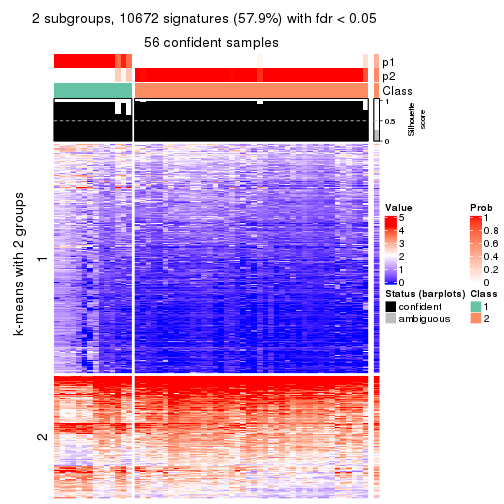 2 subgroups, 10672 signatures (57.9%) with fdr < 0.05
56 confident samples
p1
p2
Class
1
0.5
0
Silhouette
score
k-means with 2 groups
1
2
Value
5
4
3
2
1
0
Prob
1
0.8
0.6
0.4
0.2
0
Status (barplots)
confident
ambiguous
Class
1
2